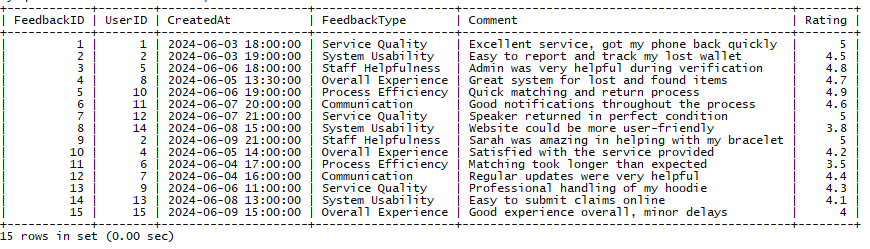 | FeedbackID | UserID | CreatedAt | FeedbackType | Comment | Rating |
| 1 | 1 | 2024-06-03 18:00:00 | Service Quality | Excellent service, got my phone back quickly | 5 |
| 2 | 2 | 2024-06-03 19:00:00 | System Usability | Easy to report and track my lost wallet | 4.5 |
| 3 | 5 | 2024-06-06 18:00:00 | Staff Helpfulness | Admin was very helpful during verification | 4.8 |
| 4 | 8 | 2024-06-05 13:30:00 | Overall Experience | Great system for lost and found items | 4.7 |
| 5 | 10 | 2024-06-06 19:00:00 | Process Efficiency | Quick matching and return process | 4.9 |
| 6 | 11 | 2024-06-07 20:00:00 | Communication | Good notifications throughout the process | 4.6 |
| 7 | 12 | 2024-06-07 21:00:00 | Service Quality | Speaker returned in perfect condition | 5 |
| 8 | 14 | 2024-06-08 15:00:00 | System Usability | Website could be more user-friendly | 3.8 |
| 9 | 2 | 2024-06-09 21:00:00 | Staff Helpfulness | Sarah was amazing in helping with my bracelet | 5 |
| 10 | 4 | 2024-06-05 14:00:00 | Overall Experience | Satisfied with the service provided | 4.2 |
| 11 | 6 | 2024-06-04 17:00:00 | Process Efficiency | Matching took longer than expected | 3.5 |
| 12 | 7 | 2024-06-04 16:00:00 | Communication | Regular updates were very helpful | 4.4 |
| 13 | 9 | 2024-06-06 11:00:00 | Service Quality | Professional handling of my hoodie | 4.3 |
| 14 | 13 | 2024-06-08 13:00:00 | System Usability | Easy to submit claims online | 4.1 |
| 15 | 15 | 2024-06-09 15:00:00 | Overall Experience | Good experience overall, minor delays | 4 |
15 rows in set (0.00 sec)